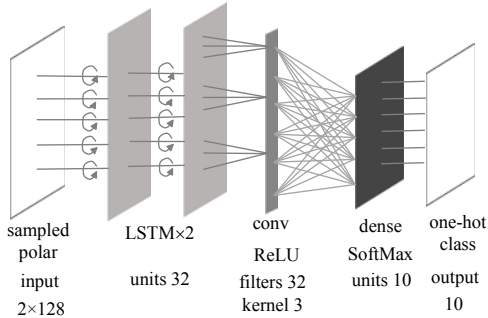 sampled
polar
input
2×128
LSTM×2
units 32
conv
ReLU
filters 32
kernel 3
dense
SoftMax
units 10
one-hot
class
output
10